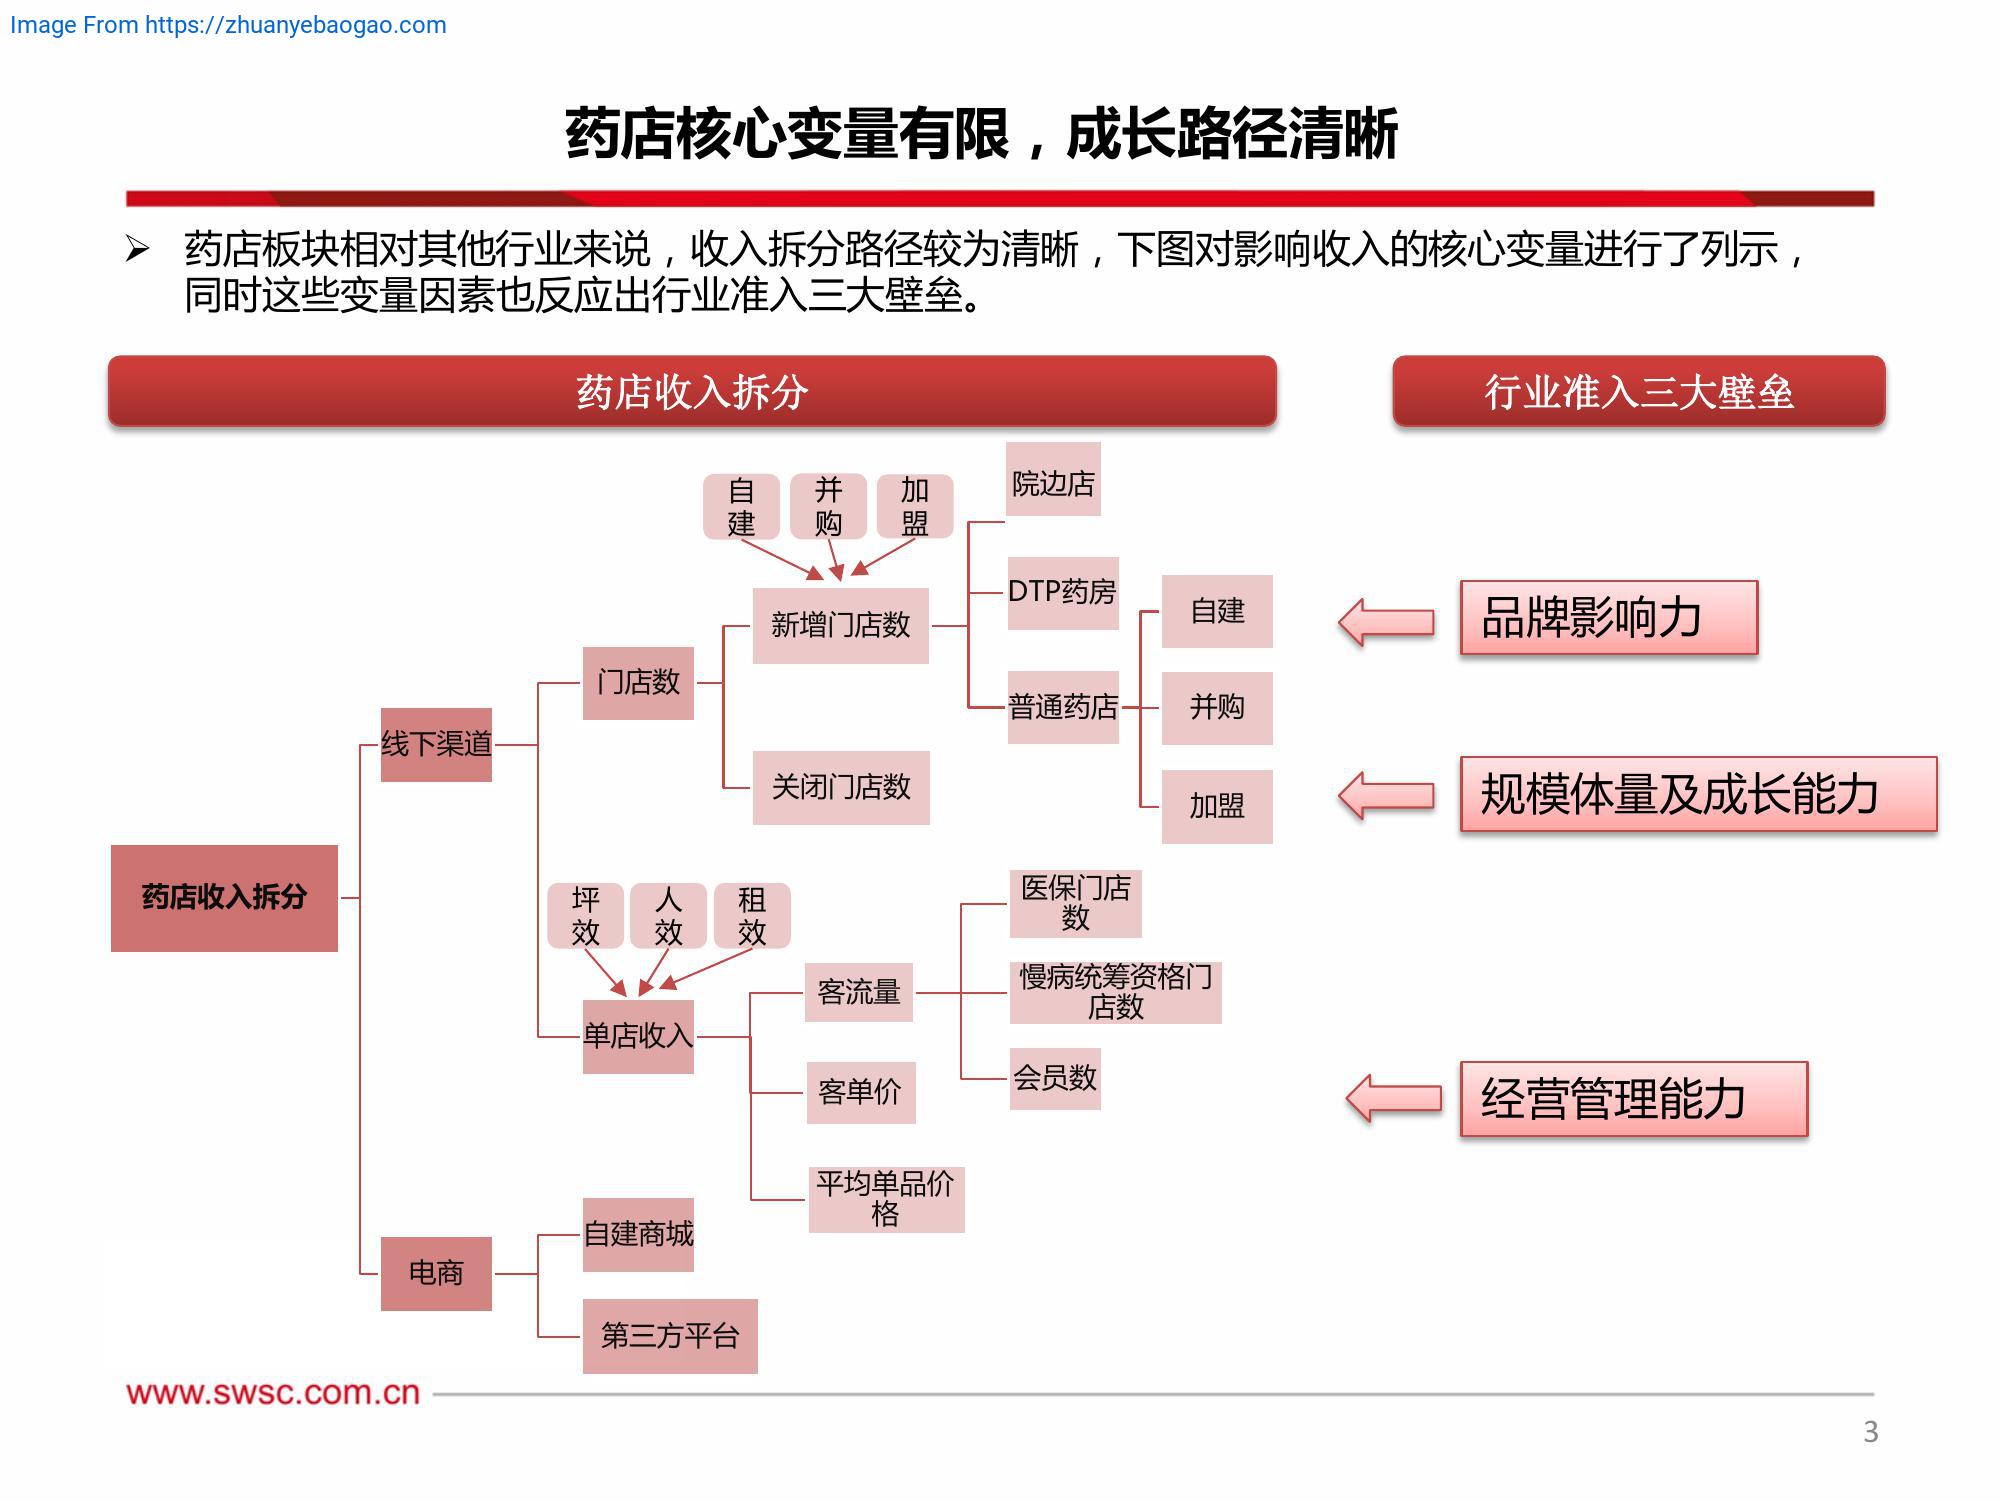 Image From https://zhuanyebaogao.com
药店核心变量有限，成长路径清晰
药店板块相对其他行业来说，收入拆分路径较为清晰，下图对影响收入的核心变量进行了列示，
同时这些变量因素也反应出行业准入三大壁垒。
药店收入拆分
行业准入三大壁垒
院边店
自
建
并
购
加
盟
DTP药房
自建
新增门店数
品牌影响力
门店数
普通药店
并购
线下渠道
关闭门店数
加盟
规模体量及成长能力
药店收入拆分
坪
效
人
效
租
效
医保门店
数
客流量
慢病统筹资格门
店数
单店收入
客单价
会员数
经营管理能力
平均单品价
格
自建商城
电商
第三方平台
www.swsc.com.cn
3